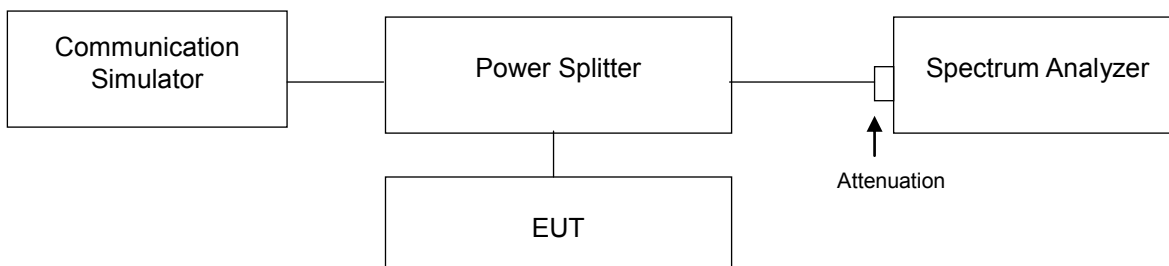 Communication
Simulator
Power Splitter
Spectrum Analyzer
Attenuation
EUT